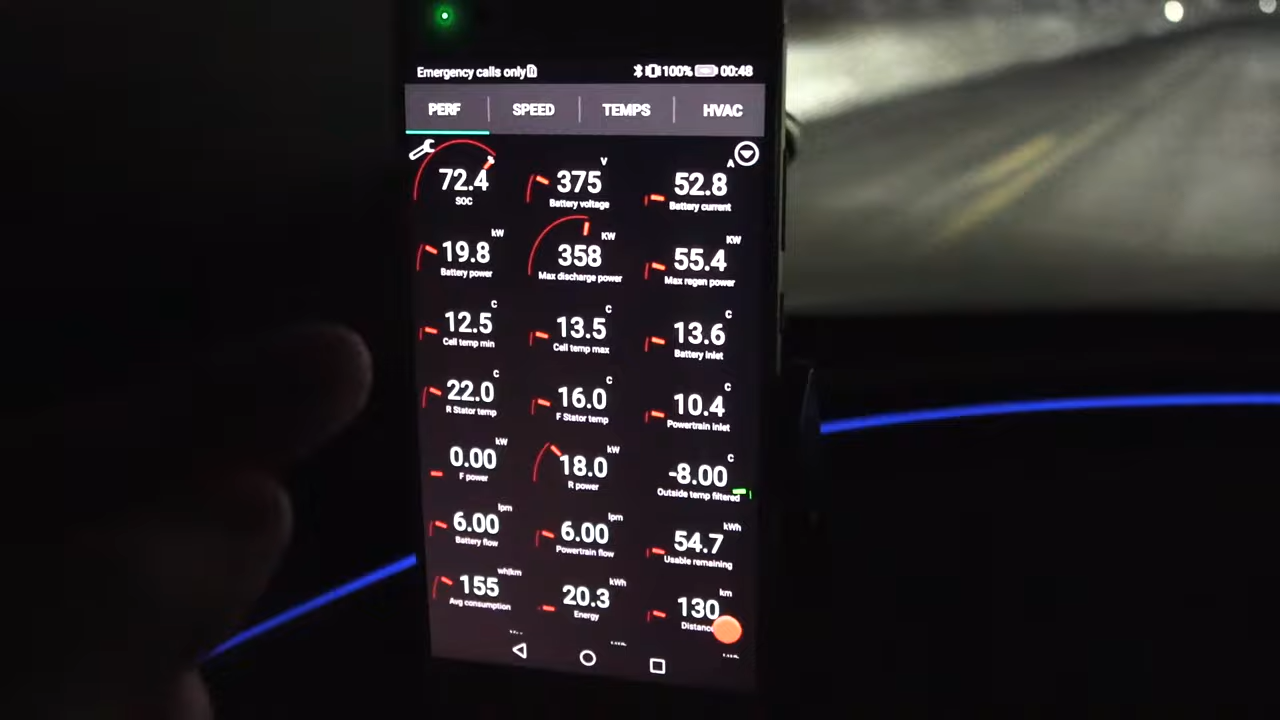 Emergency calls only 100% 00:48
PERF SPEED TEMPS HVAC
72.4 SOC
V 375 Battery voltage
A 52.8 Battery current
kW 19.8 Battery power
KW 358 Max discharge power
KW 55.4 Max regen power
C 12.5 Cell temp min
C 13.5 Cell temp max
C 13.6 Battery inlet
C 22.0 R Stator temp
C 16.0 F Stator temp
C 10.4 Powertrain inlet
kW 0.00 F power
kW 18.0 R power
C -8.00 Outside temp filtered
lpm 6.00 Battery flow
lpm 6.00 Powertrain flow
kWh 54.7 Usable remaining
wh/km 155 Avg consumption
kWh 20.3 Energy
km 130 Distance